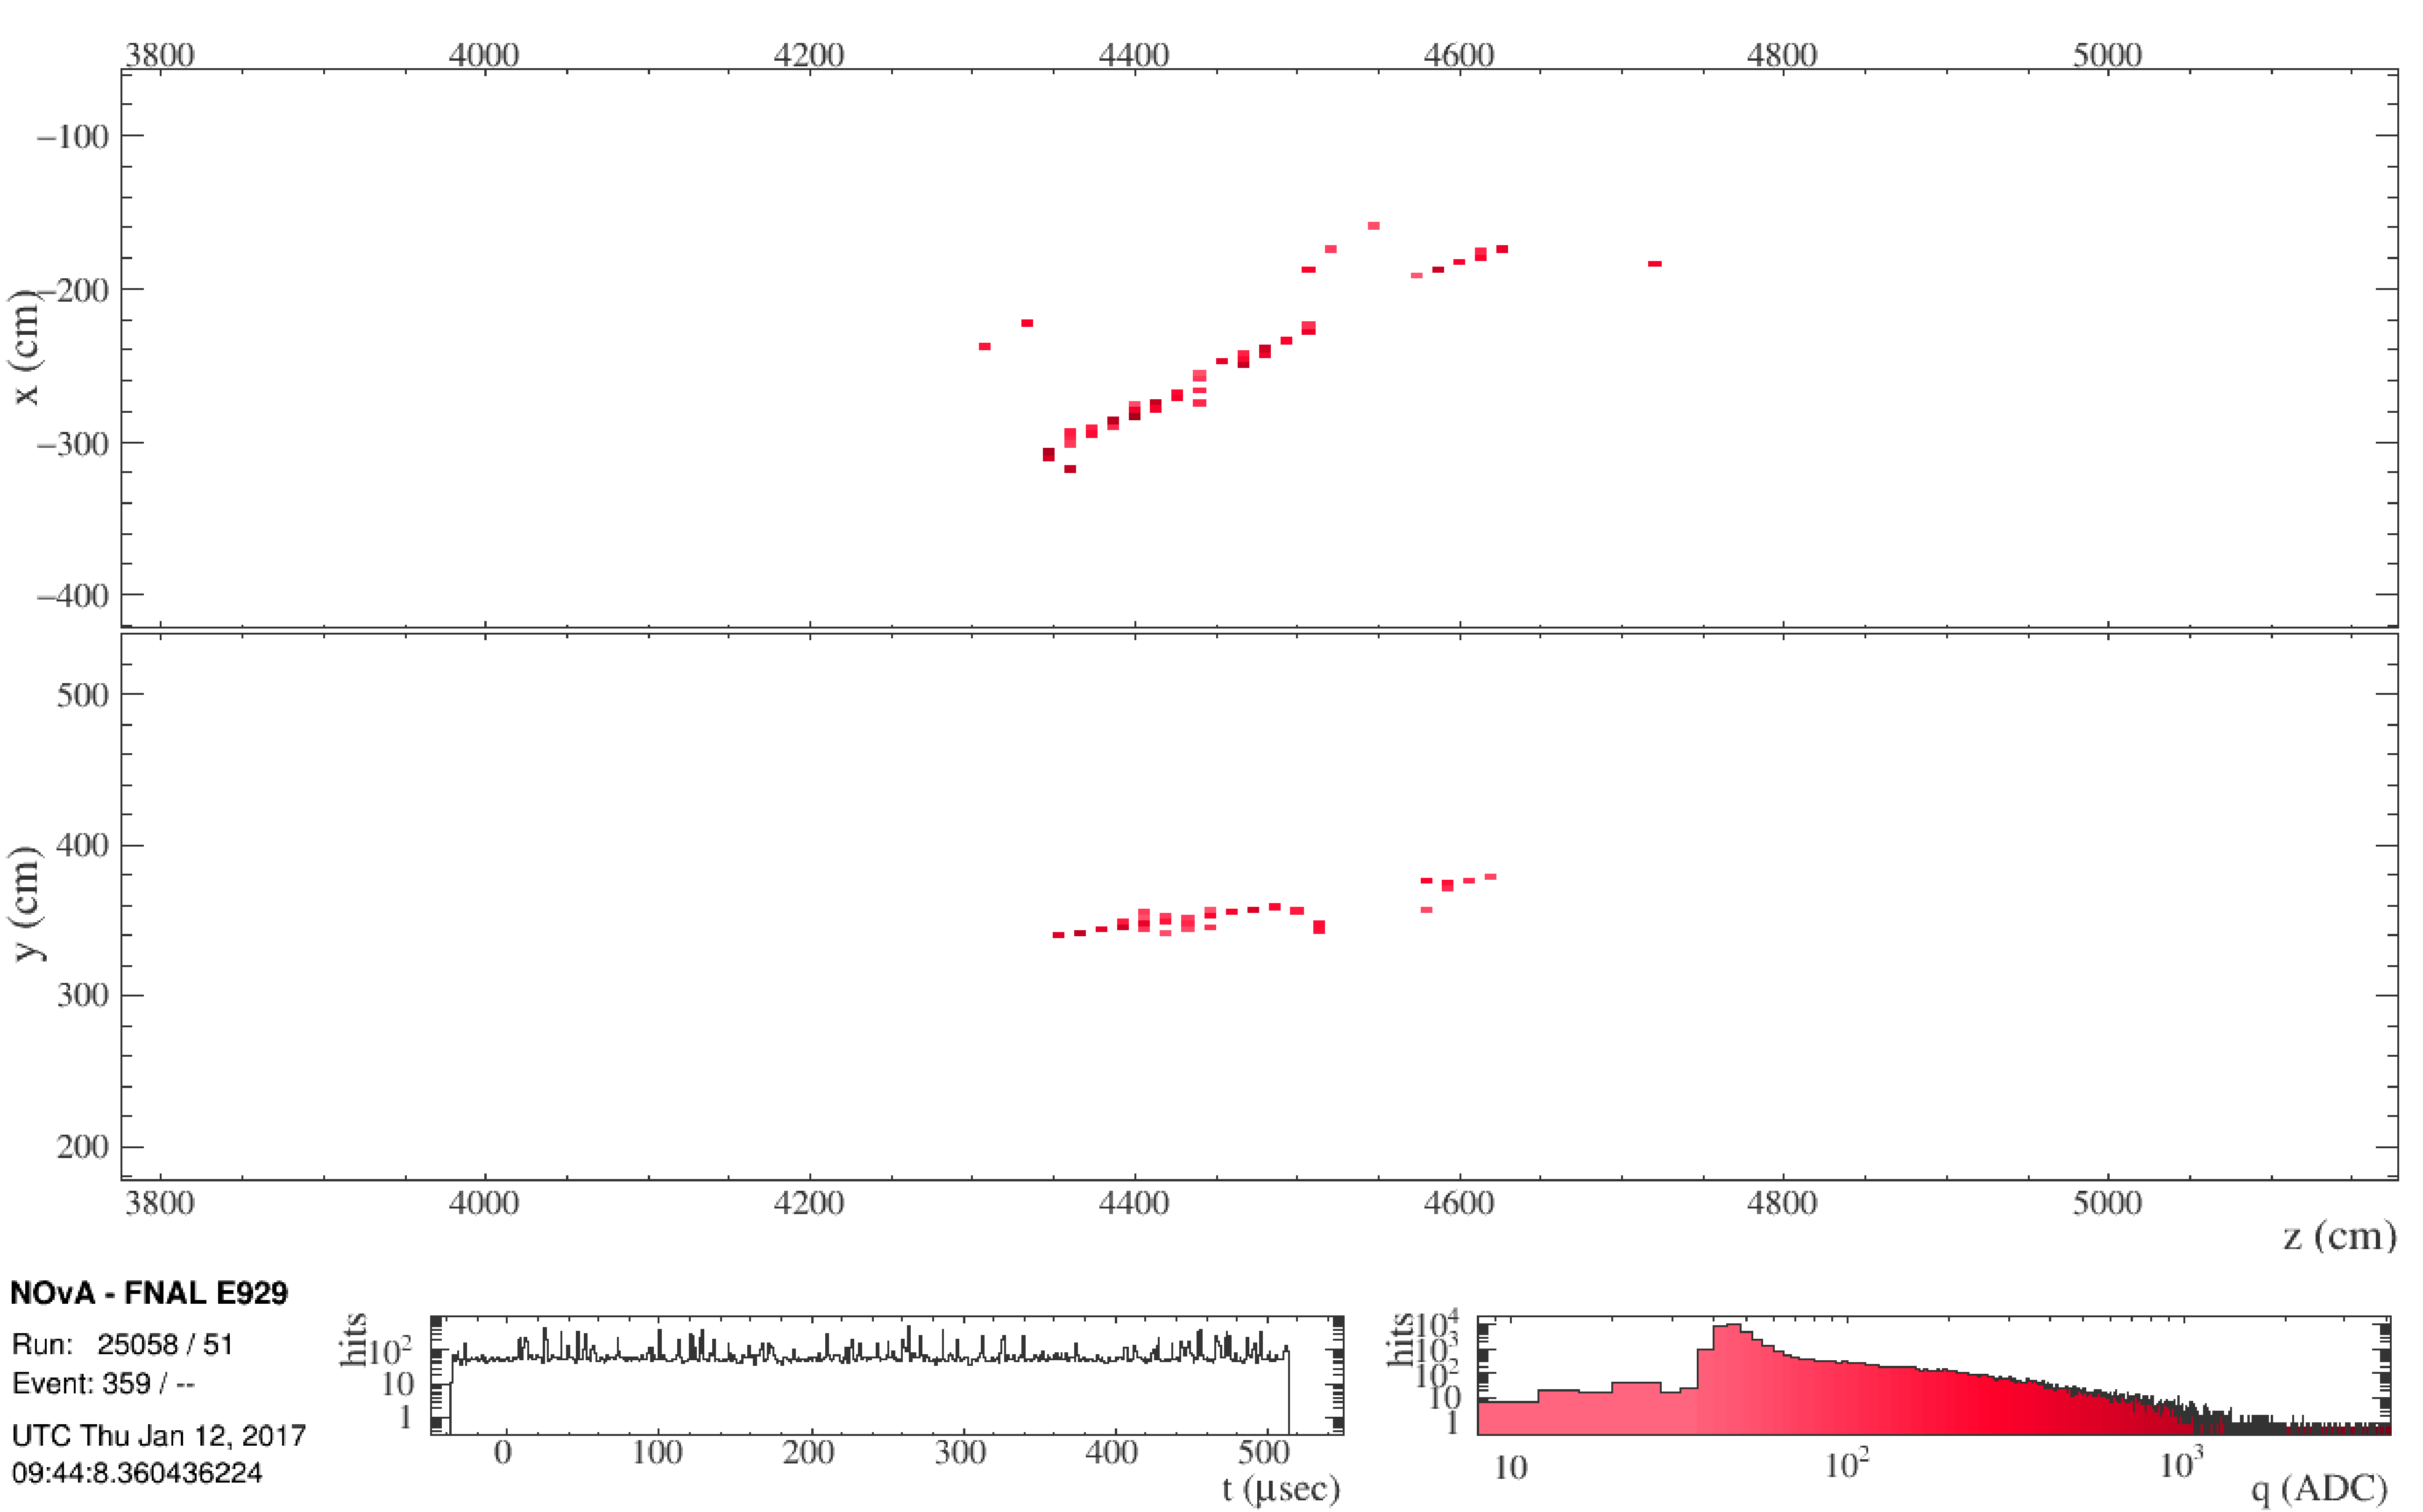 3800 4000 4200 4400 4600 4800 5000
x (cm)
−100
−200
−300
−400
y (cm)
500
400
300
200
3800 4000 4200 4400 4600 4800 5000
z (cm)
NOvA - FNAL E929
Run: 25058 / 51
Event: 359 / --
UTC Thu Jan 12, 2017
09:44:8.360436224
hits
10²
10
1
0 100 200 300 400 500
t (μsec)
hits
10⁴
10³
10²
10
1
10 10² 10³
q (ADC)